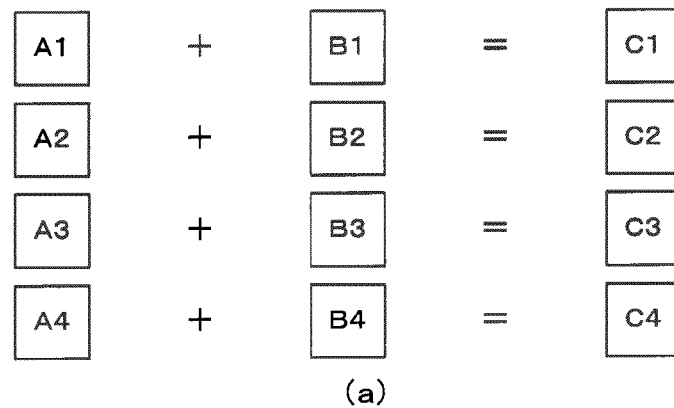 A1 + B1 = C1
A2 + B2 = C2
A3 + B3 = C3
A4 + B4 = C4
(a)